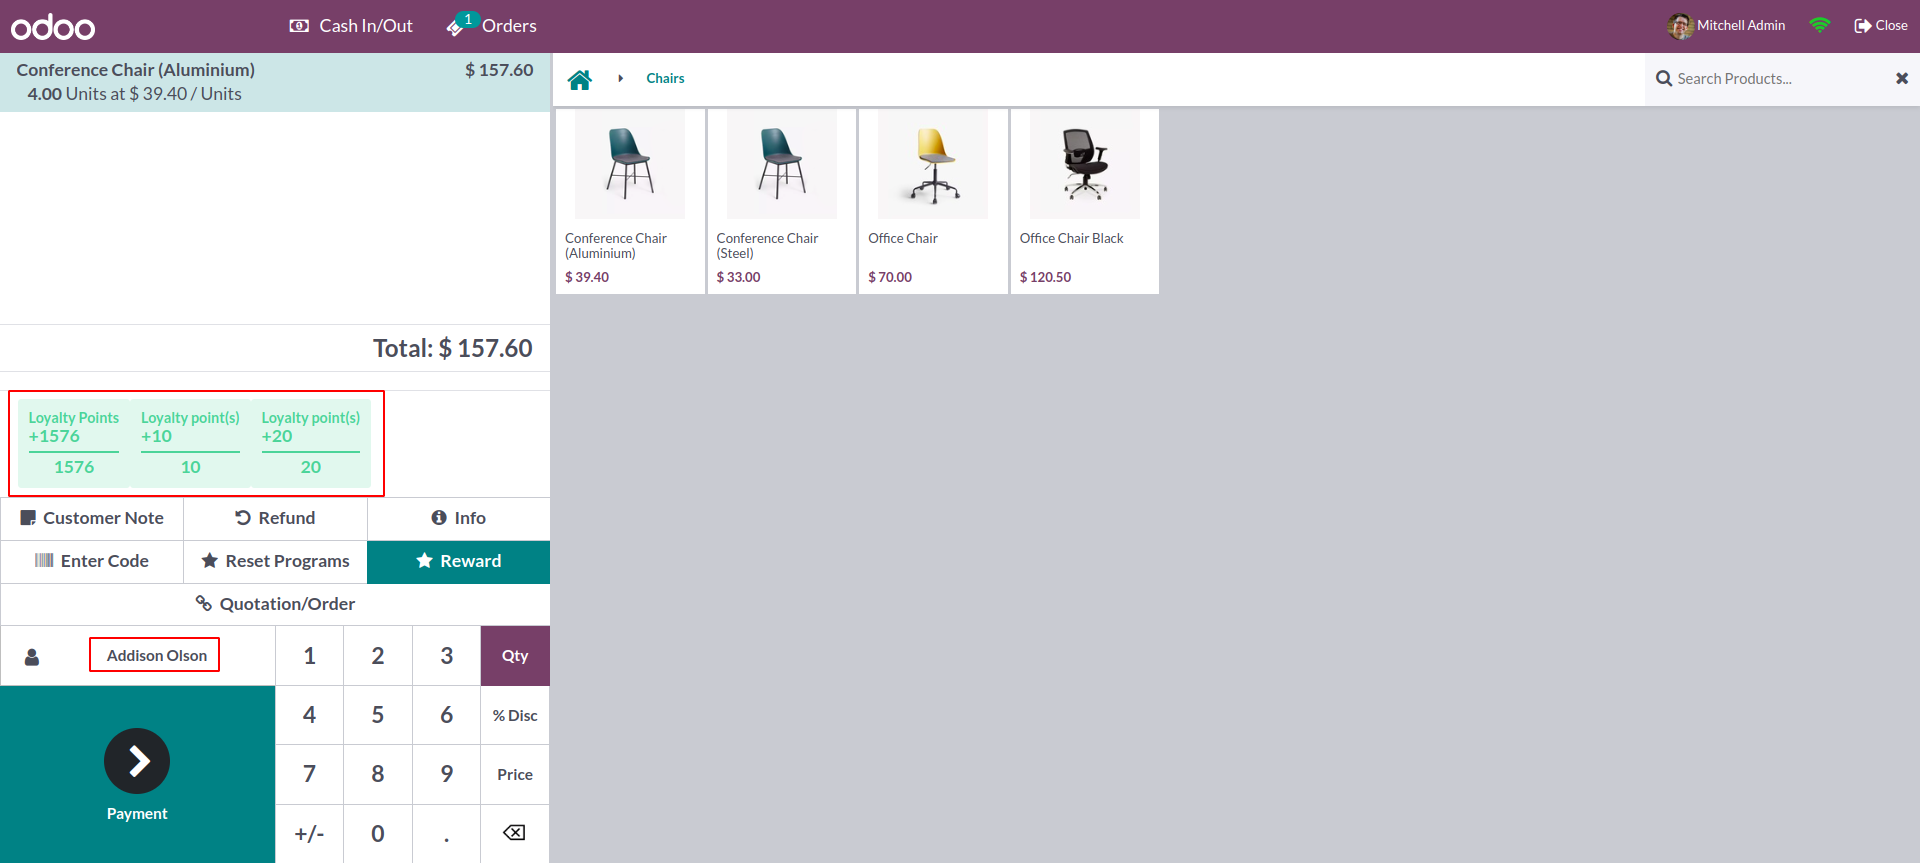 odoo
Cash In/Out
1
Orders
Mitchell Admin
Close
Conference Chair (Aluminium)
$ 157.60
4.00 Units at $ 39.40 / Units
Chairs
Search Products...
Conference Chair
(Aluminium)
$ 39.40
Conference Chair
(Steel)
$ 33.00
Office Chair
$ 70.00
Office Chair Black
$ 120.50
Total: $ 157.60
Loyalty Points
+1576
1576
Loyalty point(s)
+10
10
Loyalty point(s)
+20
20
Customer Note
Refund
Info
Enter Code
Reset Programs
Reward
Quotation/Order
Addison Olson
1
2
3
Qty
4
5
6
% Disc
7
8
9
Price
+/-
0
.
Payment